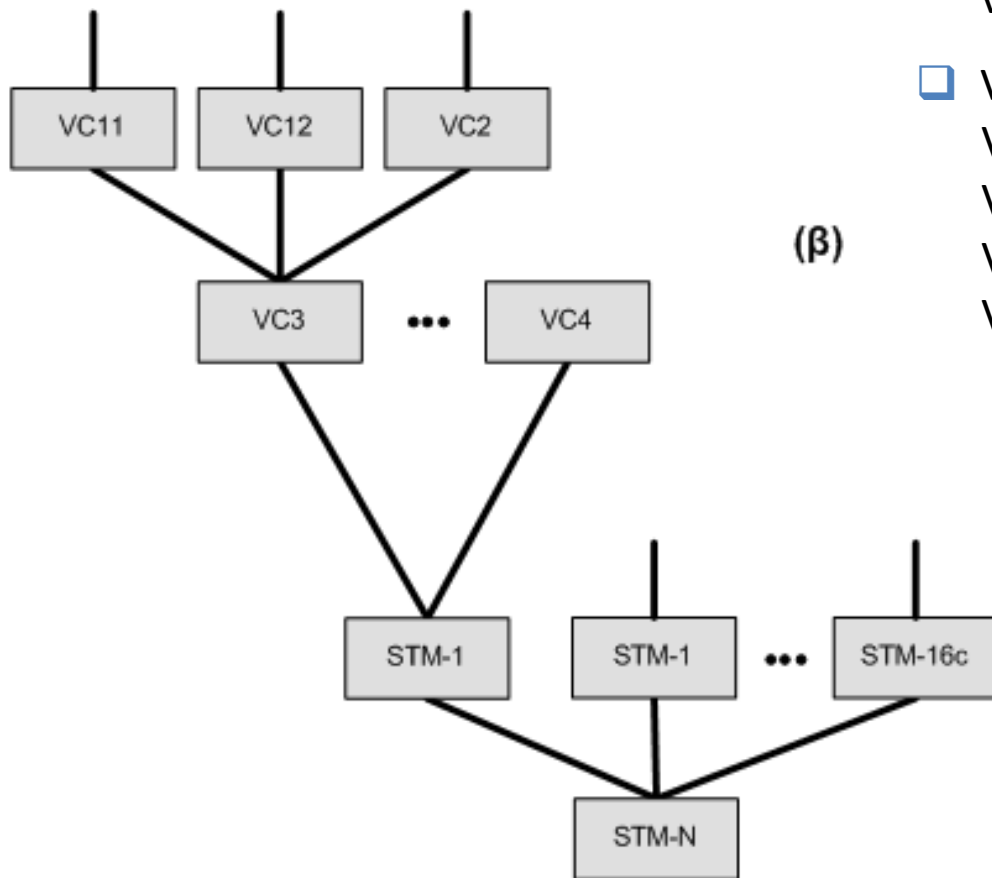 VC11 VC12 VC2
(β)
VC3 ••• VC4
STM-1 STM-1 ••• STM-16c
STM-N